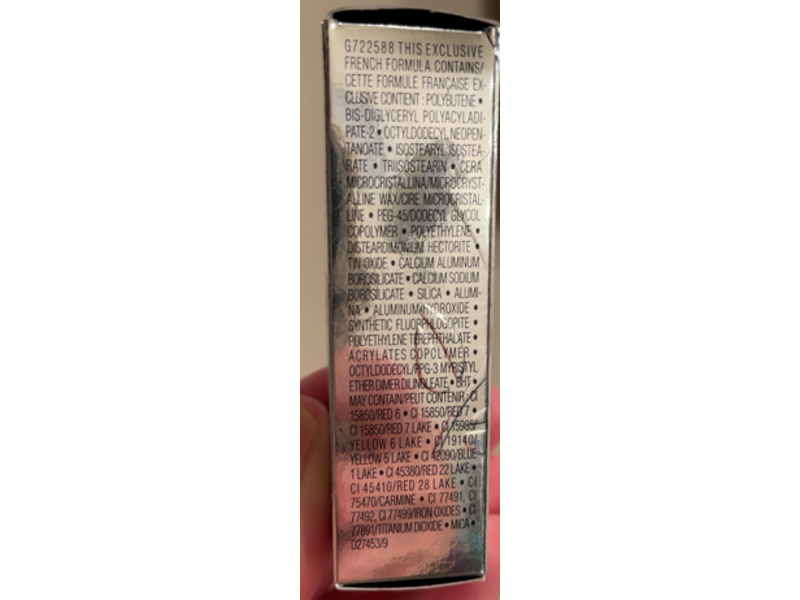 G722588 THIS EXCLUSIVE
FRENCH FORMULA CONTAINS/
CETTE FORMULE FRANÇAISE EX-
CLUSIVE CONTIENT : POLYBUTENE •
BIS-DIGLYCERYL POLYACYLADI-
PATE-2 • OCTYLDODECYL NEOPEN-
TANOATE • ISOSTEARYL ISOSTEA-
RATE • TRIISOSTEARIN • CERA
MICROCRISTALLINA/MICROCRYST-
ALLINE WAX/CIRE MICROCRISTAL-
LINE • PEG-45/DODECYL GLYCOL
COPOLYMER • POLYETHYLENE •
DISTEARDIMONIUM HECTORITE •
TIN OXIDE • CALCIUM ALUMINUM
BOROSILICATE • CALCIUM SODIUM
BOROSILICATE • SILICA • ALUMI-
NA • ALUMINUM HYDROXIDE •
SYNTHETIC FLUORPHLOGOPITE •
POLYETHYLENE TEREPHTHALATE •
ACRYLATES COPOLYMER •
OCTYLDODECYL/PPG-3 MYRISTYL
ETHER DIMER DILINOLEATE • BHT •
MAY CONTAIN/PEUT CONTENIR: CI
15850/RED 6 • CI 15850/RED 7 •
CI 15850/RED 7 LAKE • CI 15985/
YELLOW 6 LAKE • CI 19140/
YELLOW 5 LAKE • CI 42090/BLUE
1 LAKE • CI 45380/RED 22 LAKE •
CI 45410/RED 28 LAKE • CI
75470/CARMINE • CI 77491, CI
77492, CI 77499/IRON OXIDES • CI
77891/TITANIUM DIOXIDE • MICA •
D27453/9